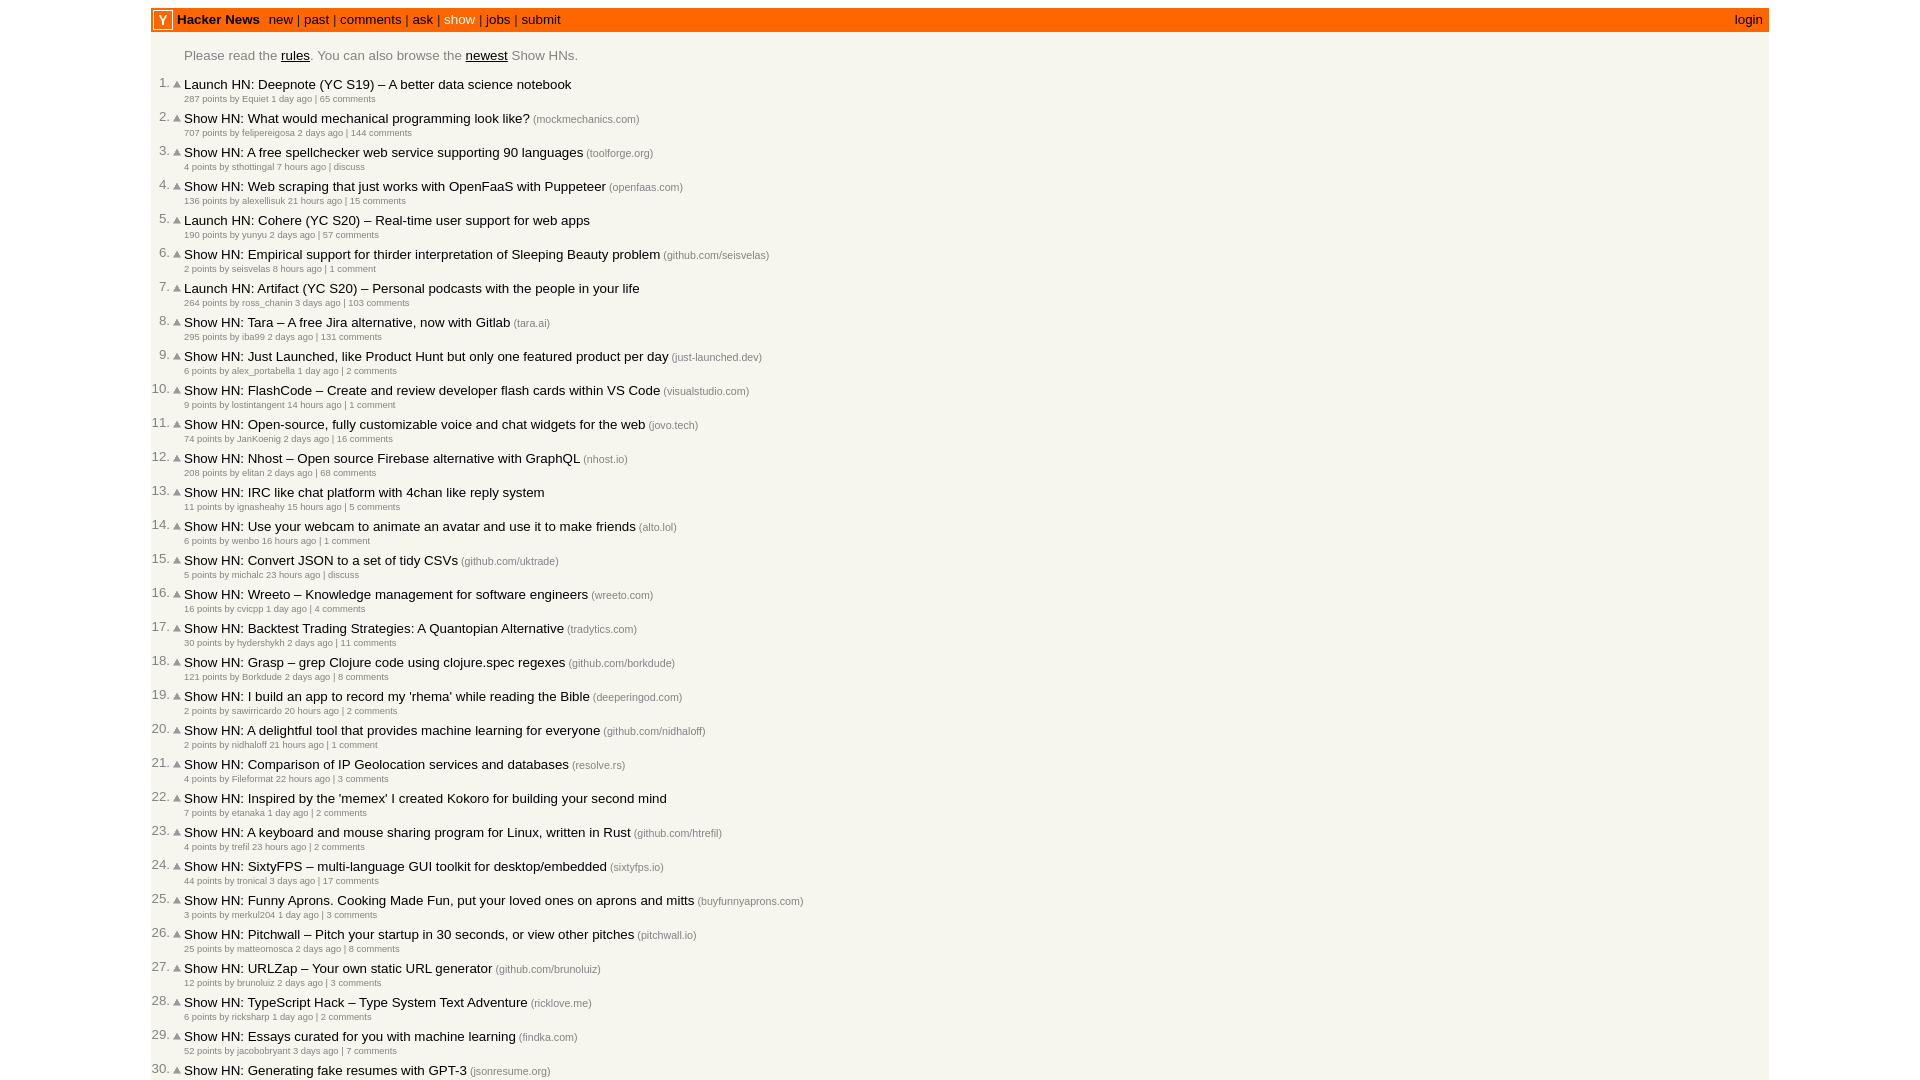 Y Hacker News new | past | comments | ask | show | jobs | submit login
Please read the rules. You can also browse the newest Show HNs.
1. Launch HN: Deepnote (YC S19) – A better data science notebook
287 points by Equiet 1 day ago | 65 comments
2. Show HN: What would mechanical programming look like? (mockmechanics.com)
707 points by felipereigosa 2 days ago | 144 comments
3. Show HN: A free spellchecker web service supporting 90 languages (toolforge.org)
4 points by sthottingal 7 hours ago | discuss
4. Show HN: Web scraping that just works with OpenFaaS with Puppeteer (openfaas.com)
136 points by alexellisuk 21 hours ago | 15 comments
5. Launch HN: Cohere (YC S20) – Real-time user support for web apps
190 points by yunyu 2 days ago | 57 comments
6. Show HN: Empirical support for thirder interpretation of Sleeping Beauty problem (github.com/seisvelas)
2 points by seisvelas 8 hours ago | 1 comment
7. Launch HN: Artifact (YC S20) – Personal podcasts with the people in your life
264 points by ross_chanin 3 days ago | 103 comments
8. Show HN: Tara – A free Jira alternative, now with Gitlab (tara.ai)
295 points by iba99 2 days ago | 131 comments
9. Show HN: Just Launched, like Product Hunt but only one featured product per day (just-launched.dev)
6 points by alex_portabella 1 day ago | 2 comments
10. Show HN: FlashCode – Create and review developer flash cards within VS Code (visualstudio.com)
9 points by lostintangent 14 hours ago | 1 comment
11. Show HN: Open-source, fully customizable voice and chat widgets for the web (jovo.tech)
74 points by JanKoenig 2 days ago | 16 comments
12. Show HN: Nhost – Open source Firebase alternative with GraphQL (nhost.io)
208 points by elitan 2 days ago | 68 comments
13. Show HN: IRC like chat platform with 4chan like reply system
11 points by ignasheahy 15 hours ago | 5 comments
14. Show HN: Use your webcam to animate an avatar and use it to make friends (alto.lol)
6 points by wenbo 16 hours ago | 1 comment
15. Show HN: Convert JSON to a set of tidy CSVs (github.com/uktrade)
5 points by michalc 23 hours ago | discuss
16. Show HN: Wreeto – Knowledge management for software engineers (wreeto.com)
16 points by cvicpp 1 day ago | 4 comments
17. Show HN: Backtest Trading Strategies: A Quantopian Alternative (tradytics.com)
30 points by hydershykh 2 days ago | 11 comments
18. Show HN: Grasp – grep Clojure code using clojure.spec regexes (github.com/borkdude)
121 points by Borkdude 2 days ago | 8 comments
19. Show HN: I build an app to record my 'rhema' while reading the Bible (deeperingod.com)
2 points by sawirricardo 20 hours ago | 2 comments
20. Show HN: A delightful tool that provides machine learning for everyone (github.com/nidhaloff)
2 points by nidhaloff 21 hours ago | 1 comment
21. Show HN: Comparison of IP Geolocation services and databases (resolve.rs)
4 points by Fileformat 22 hours ago | 3 comments
22. Show HN: Inspired by the 'memex' I created Kokoro for building your second mind
7 points by etanaka 1 day ago | 2 comments
23. Show HN: A keyboard and mouse sharing program for Linux, written in Rust (github.com/htrefil)
4 points by trefil 23 hours ago | 2 comments
24. Show HN: SixtyFPS – multi-language GUI toolkit for desktop/embedded (sixtyfps.io)
44 points by tronical 3 days ago | 17 comments
25. Show HN: Funny Aprons. Cooking Made Fun, put your loved ones on aprons and mitts (buyfunnyaprons.com)
3 points by merkul204 1 day ago | 3 comments
26. Show HN: Pitchwall – Pitch your startup in 30 seconds, or view other pitches (pitchwall.io)
25 points by matteomosca 2 days ago | 8 comments
27. Show HN: URLZap – Your own static URL generator (github.com/brunoluiz)
12 points by brunoluiz 2 days ago | 3 comments
28. Show HN: TypeScript Hack – Type System Text Adventure (ricklove.me)
6 points by ricksharp 1 day ago | 2 comments
29. Show HN: Essays curated for you with machine learning (findka.com)
52 points by jacobobryant 3 days ago | 7 comments
30. Show HN: Generating fake resumes with GPT-3 (jsonresume.org)